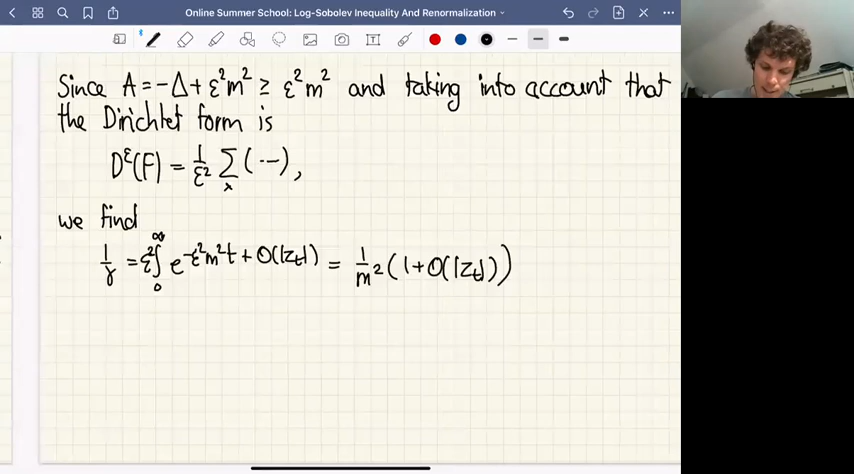 Online Summer School: Log-Sobolev Inequality And Renormalization
Since A = -Δ + ε²m² ≥ ε²m² and taking into account that
the Dirichlet form is
D^ε(F) = 1/ε² ∑_x (---),
we find
1/γ = ε² ∫_0^∞ e^{-ε²m²t + O(|z_t|)} = 1/m² (1 + O(|z_t|))